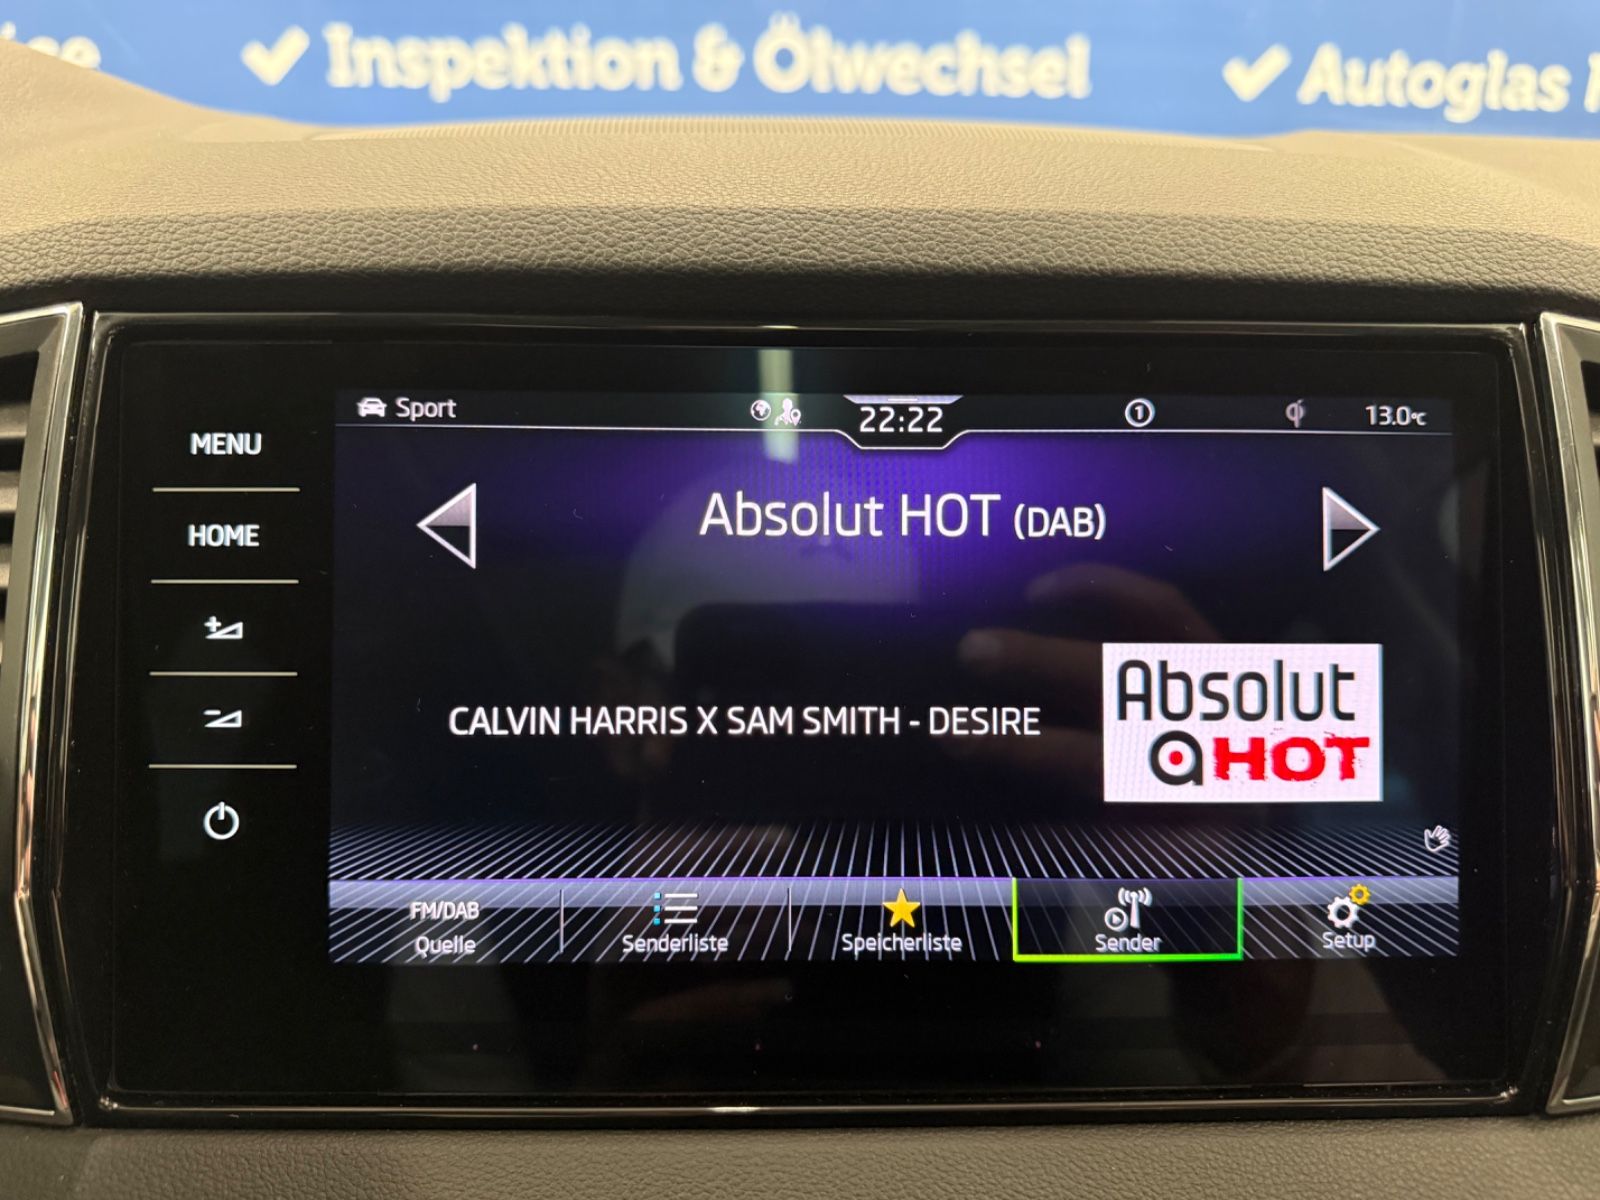 ✓ Inspektion & Ölwechsel
✓ Autoglas
MENU
HOME
Sport
22:22
1
13.0°C
Absolut HOT (DAB)
CALVIN HARRIS X SAM SMITH - DESIRE
Absolut
HOT
FM/DAB
Quelle
Senderliste
Speicherliste
Sender
Setup